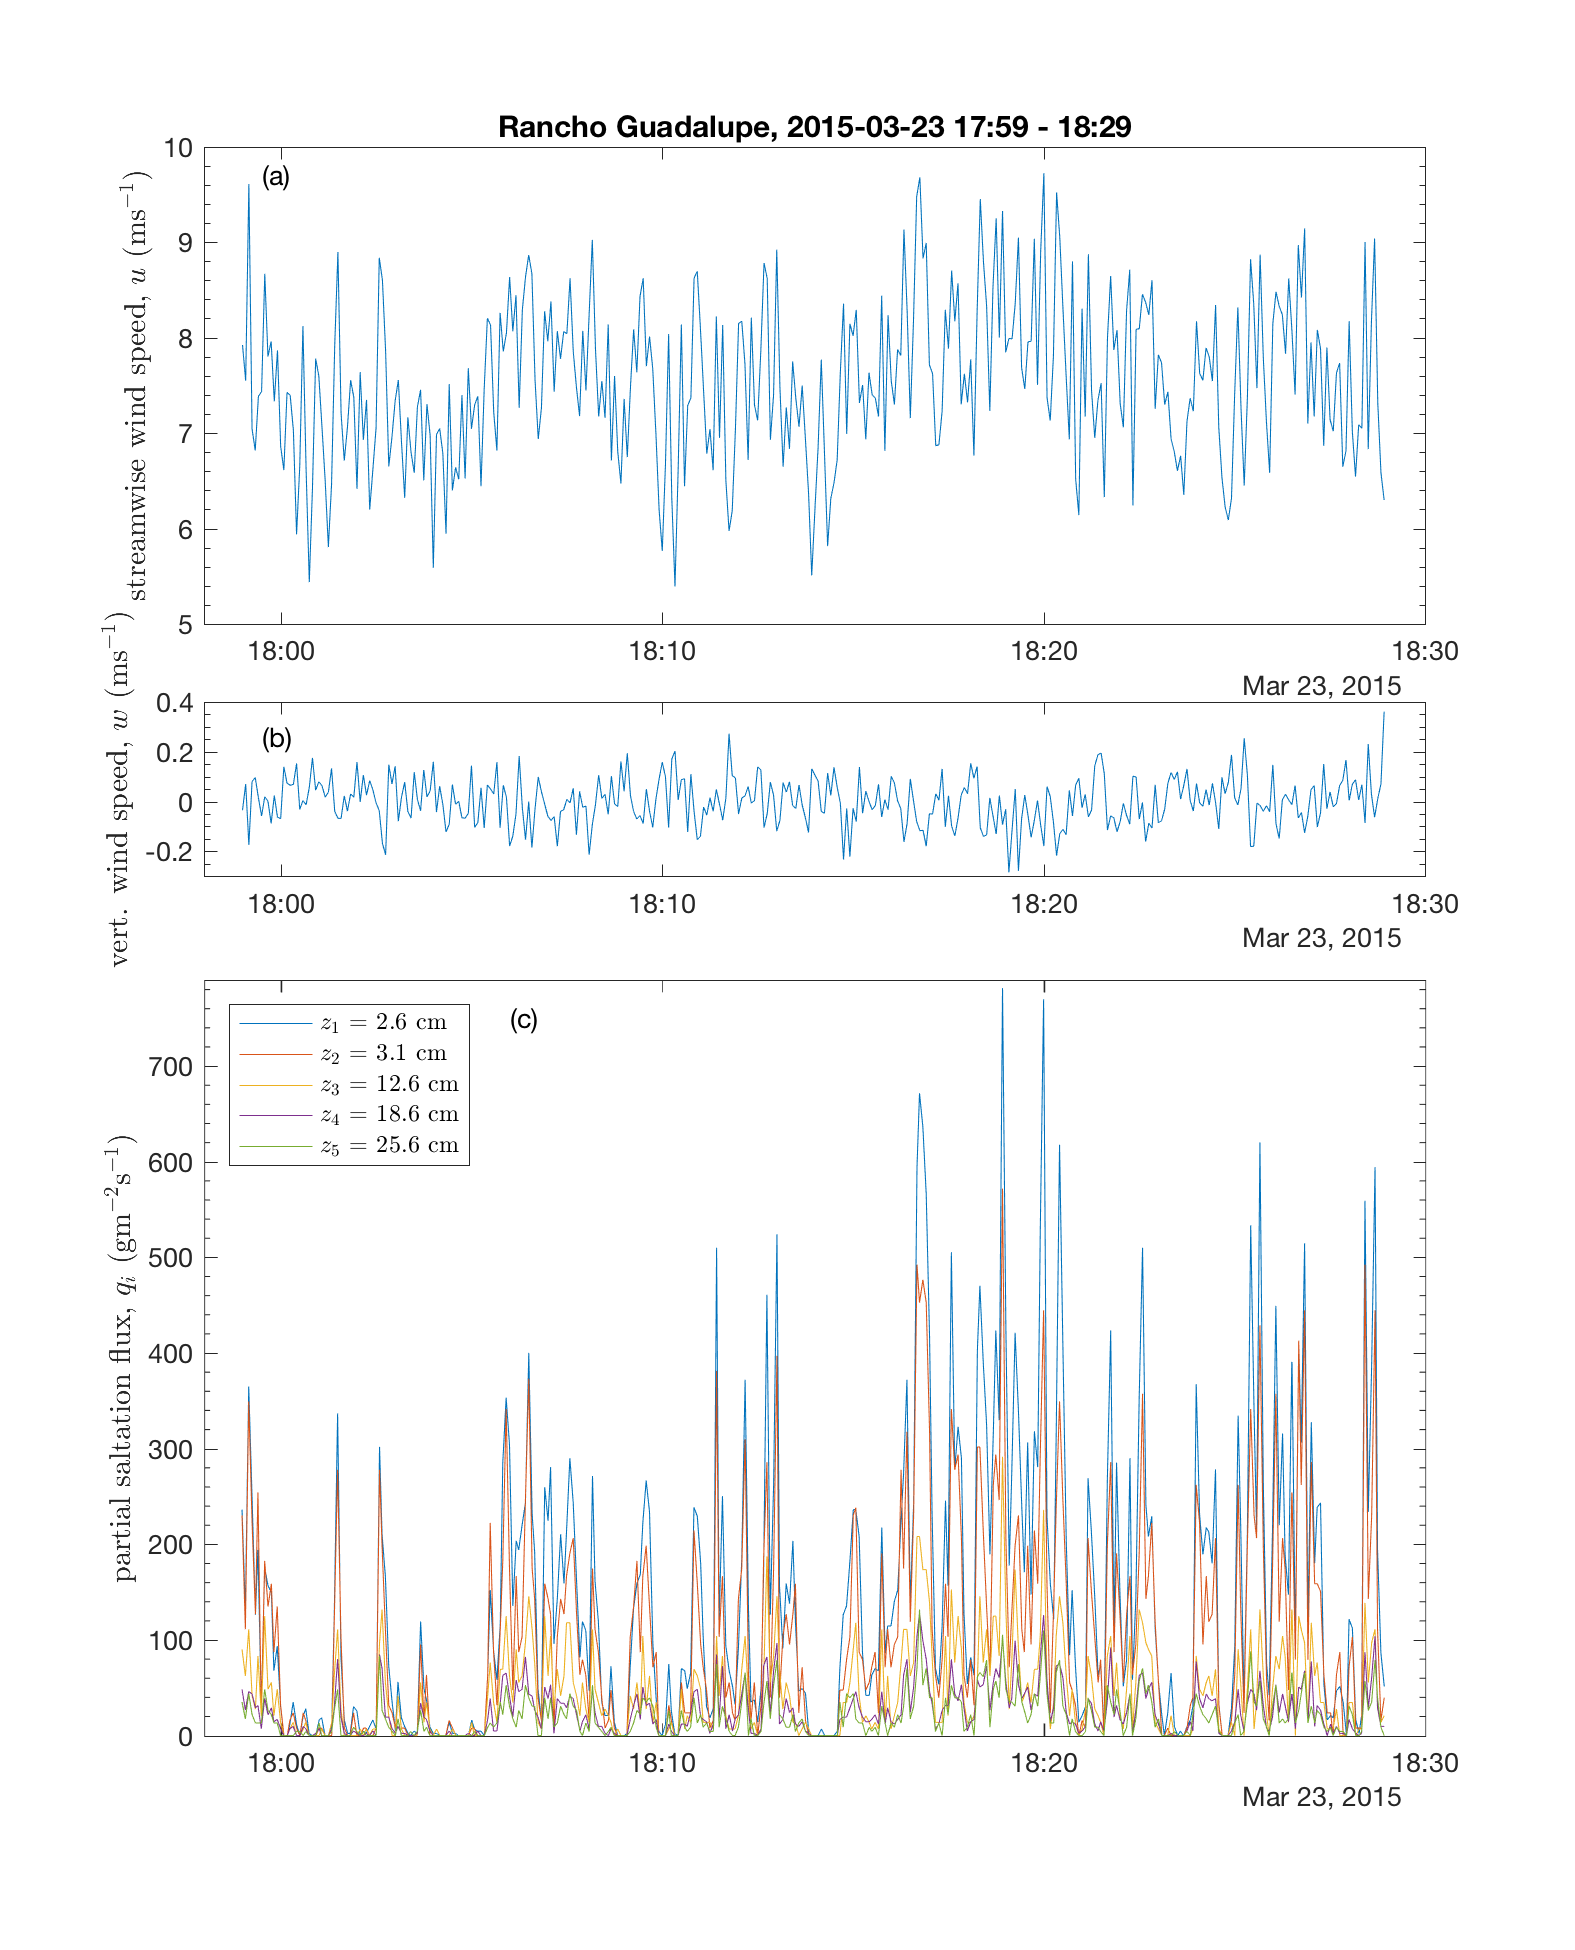 Rancho Guadalupe, 2015-03-23 17:59 - 18:29
(a)
streamwise wind speed, u (ms⁻¹)
10
9
8
7
6
5
18:00 18:10 18:20 18:30
Mar 23, 2015
(b)
vert. wind speed, w (ms⁻¹)
0.4
0.2
0
-0.2
18:00 18:10 18:20 18:30
Mar 23, 2015
(c)
z₁ = 2.6 cm
z₂ = 3.1 cm
z₃ = 12.6 cm
z₄ = 18.6 cm
z₅ = 25.6 cm
partial saltation flux, qᵢ (gm⁻²s⁻¹)
700
600
500
400
300
200
100
0
18:00 18:10 18:20 18:30
Mar 23, 2015